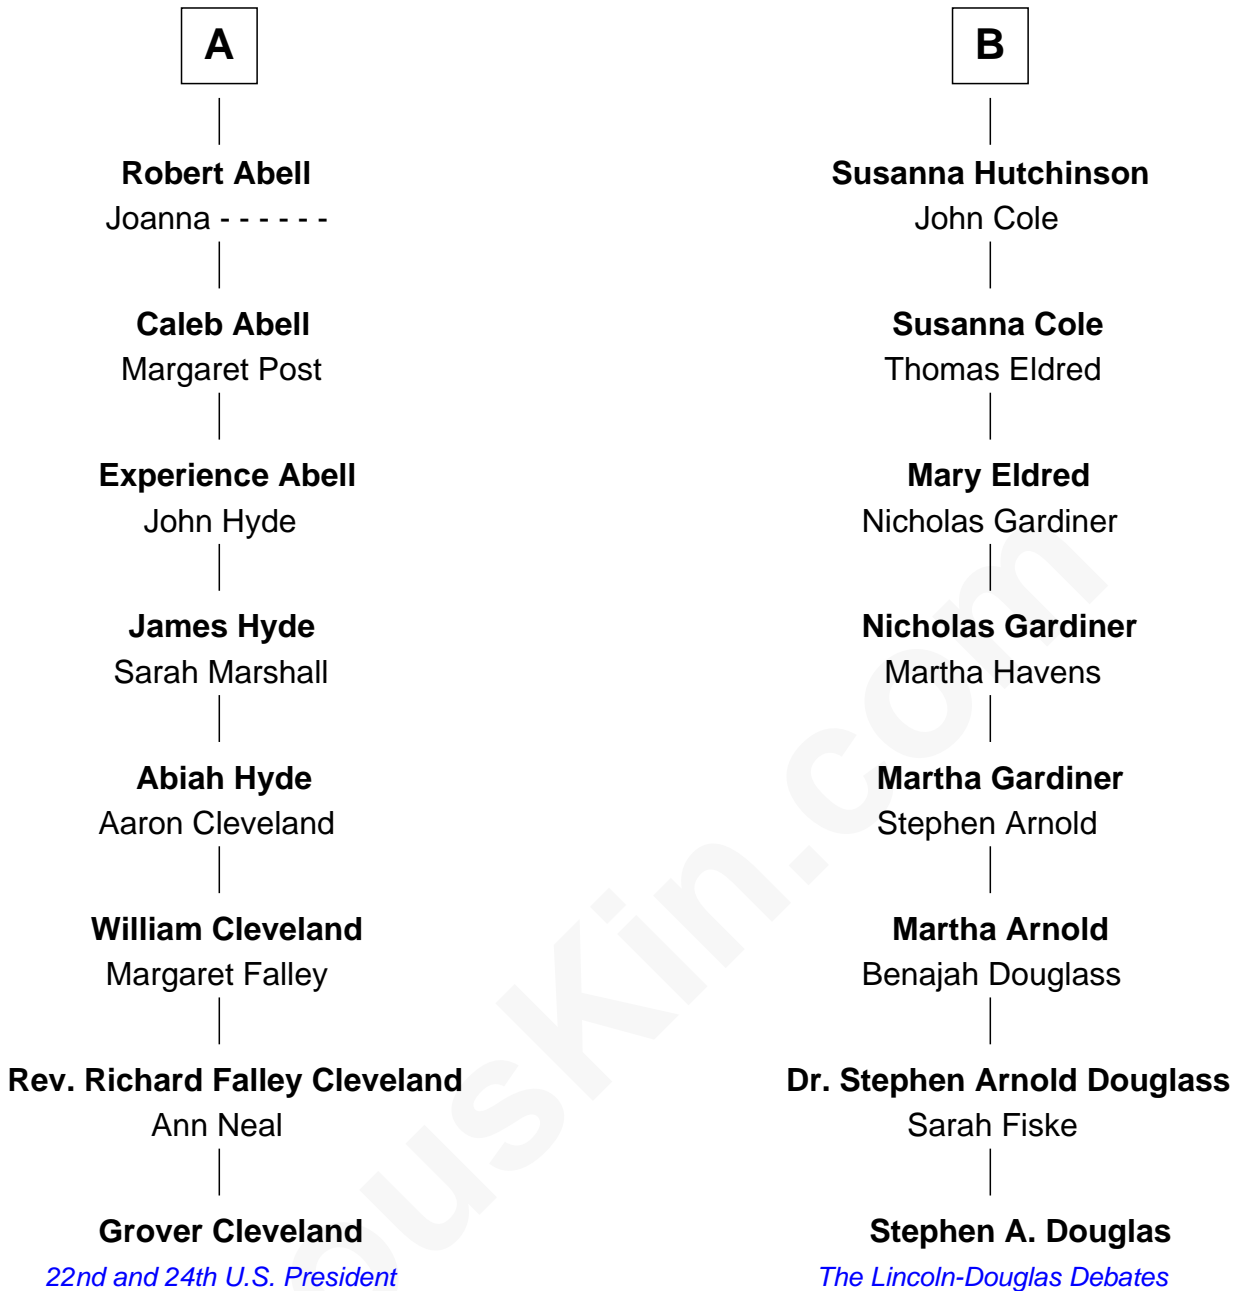 A
Robert Abell
Joanna - - - - - -
Caleb Abell
Margaret Post
Experience Abell
John Hyde
James Hyde
Sarah Marshall
Abiah Hyde
Aaron Cleveland
William Cleveland
Margaret Falley
Rev. Richard Falley Cleveland
Ann Neal
Grover Cleveland
22nd and 24th U.S. President
B
Susanna Hutchinson
John Cole
Susanna Cole
Thomas Eldred
Mary Eldred
Nicholas Gardiner
Nicholas Gardiner
Martha Havens
Martha Gardiner
Stephen Arnold
Martha Arnold
Benajah Douglass
Dr. Stephen Arnold Douglass
Sarah Fiske
Stephen A. Douglas
The Lincoln-Douglas Debates
ousKin.com